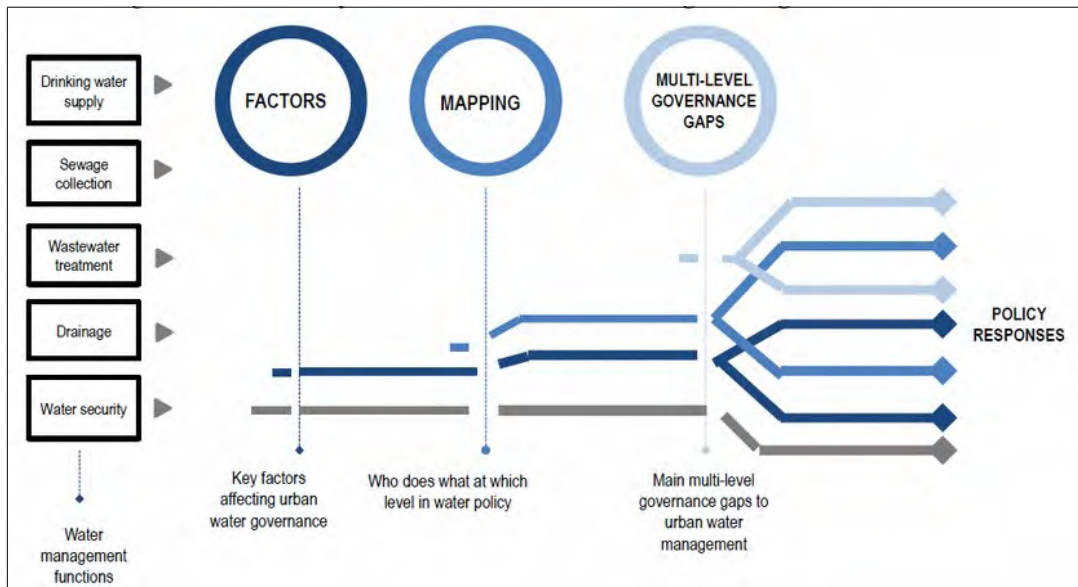 Drinking water
supply
Sewage
collection
Wastewater
treatment
Drainage
Water security
Water
management
functions
FACTORS
Key factors
affecting urban
water governance
MAPPING
Who does what at which
level in water policy
MULTI-LEVEL
GOVERNANCE
GAPS
Main multi-level
governance gaps to
urban water
management
POLICY
RESPONSES